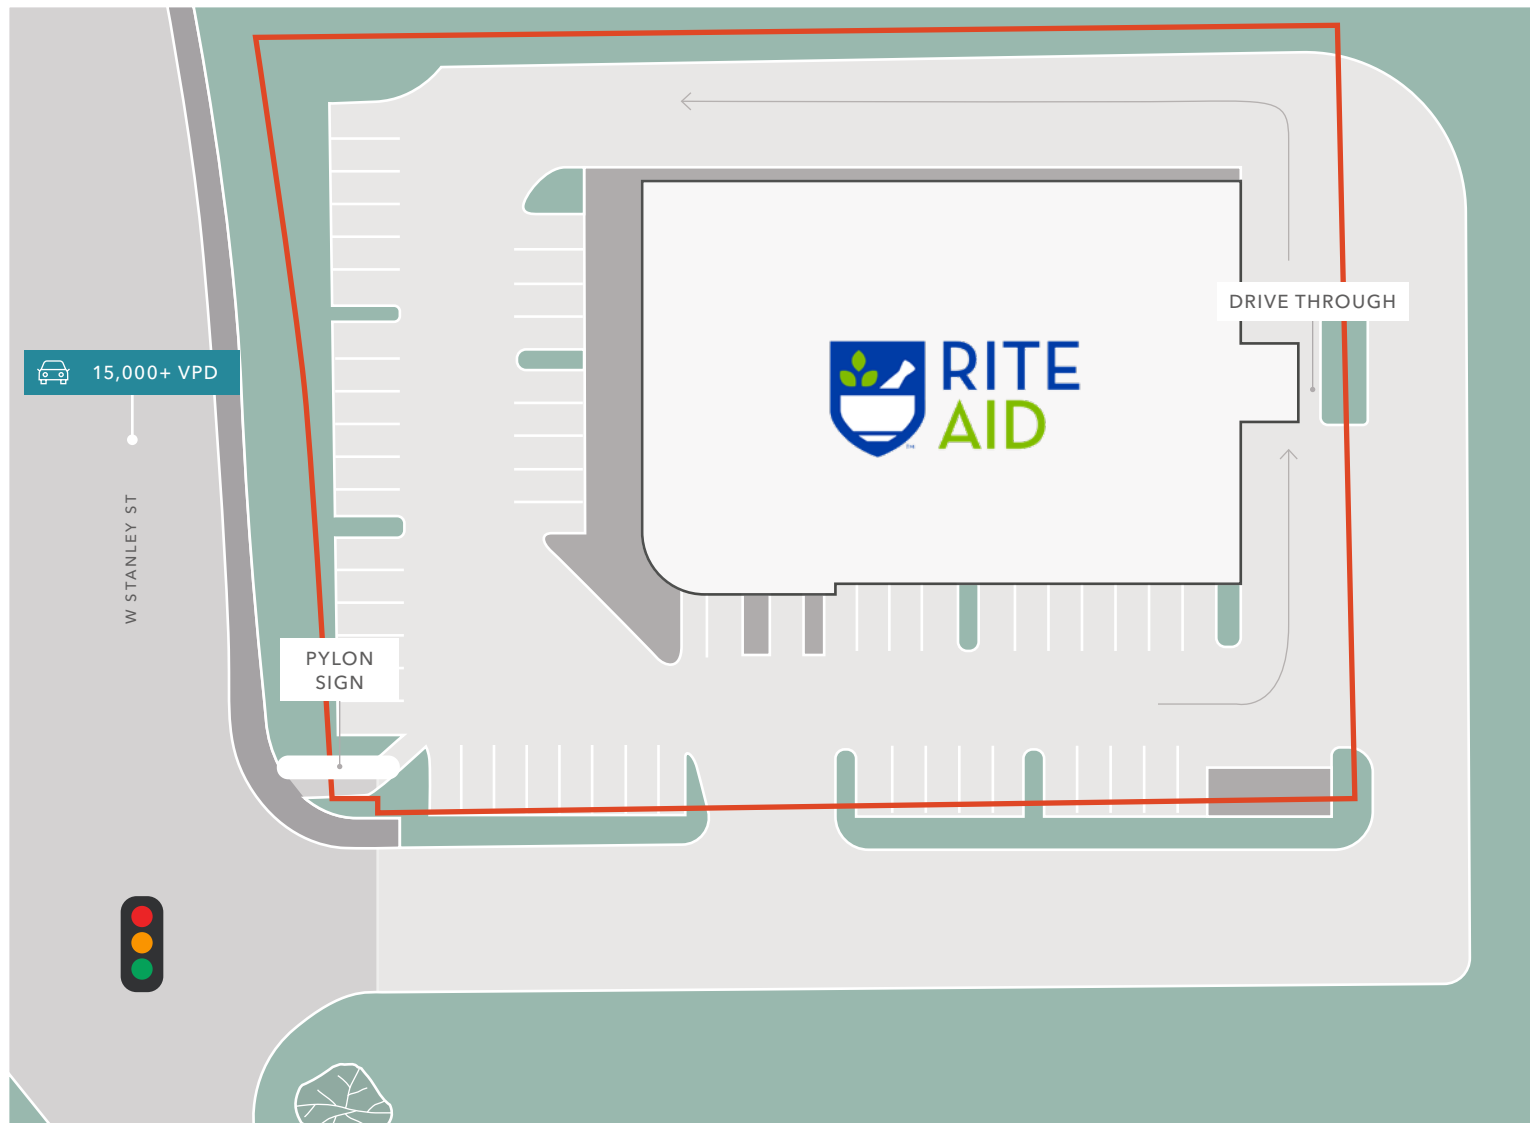 DRIVE THROUGH
RITE
AID
15,000+ VPD
W STANLEY ST
PYLON
SIGN